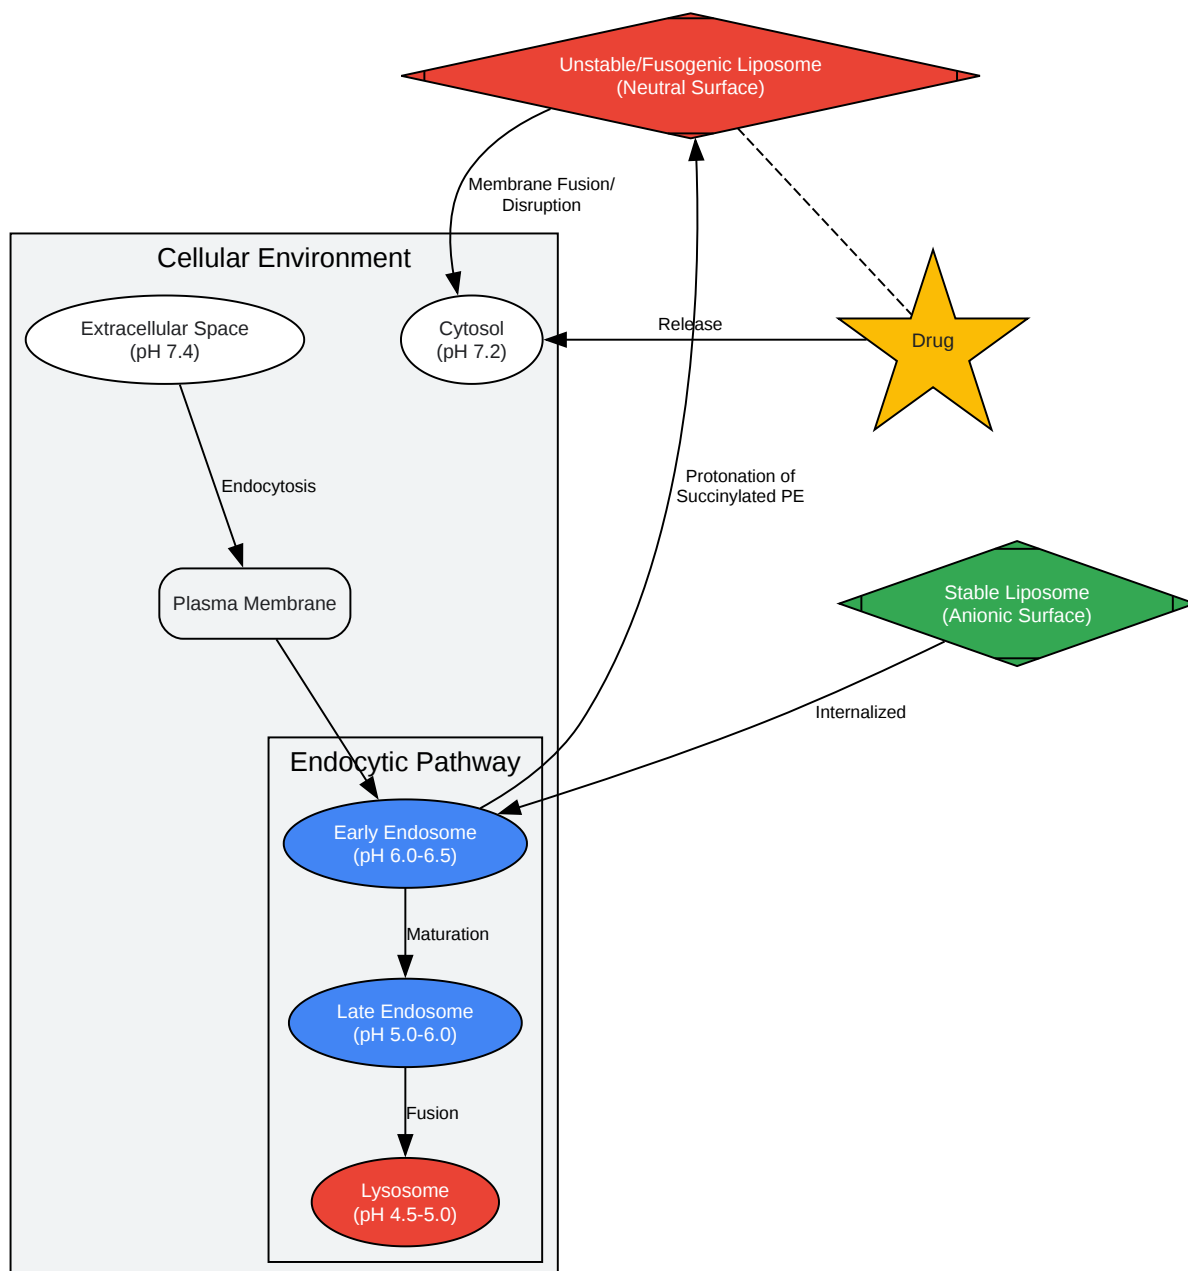 Unstable/Fusogenic Liposome
(Neutral Surface)
Membrane Fusion/
Disruption
Cellular Environment
Extracellular Space
(pH 7.4)
Cytosol
(pH 7.2)
Release
Drug
Endocytosis
Protonation of
Succinylated PE
Plasma Membrane
Stable Liposome
(Anionic Surface)
Internalized
Endocytic Pathway
Early Endosome
(pH 6.0-6.5)
Maturation
Late Endosome
(pH 5.0-6.0)
Fusion
Lysosome
(pH 4.5-5.0)